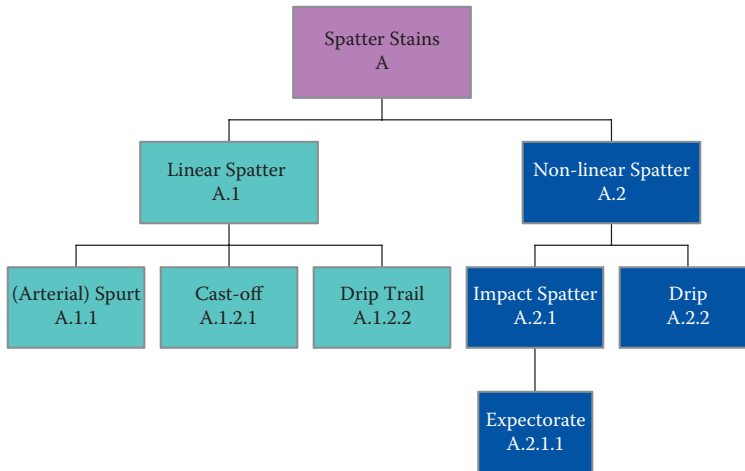 Spatter Stains
A
Linear Spatter
A.1
Non-linear Spatter
A.2
(Arterial) Spurt
A.1.1
Cast-off
A.1.2.1
Drip Trail
A.1.2.2
Impact Spatter
A.2.1
Drip
A.2.2
Expectorate
A.2.1.1